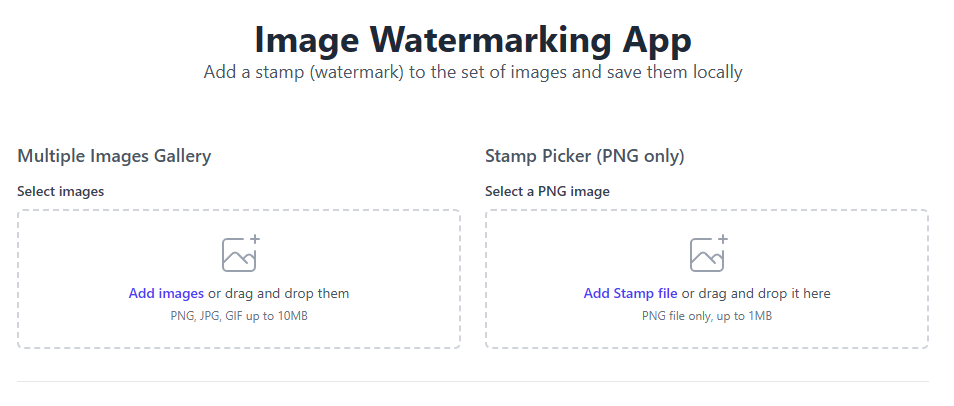 Image Watermarking App
Add a stamp (watermark) to the set of images and save them locally
Multiple Images Gallery
Select images
Add images or drag and drop them
PNG, JPG, GIF up to 10MB
Stamp Picker (PNG only)
Select a PNG image
Add Stamp file or drag and drop it here
PNG file only, up to 1MB